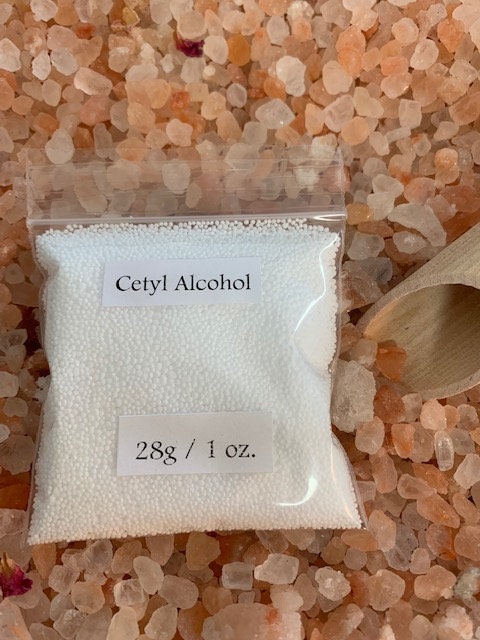 Cetyl Alcohol
28g / 1 oz.